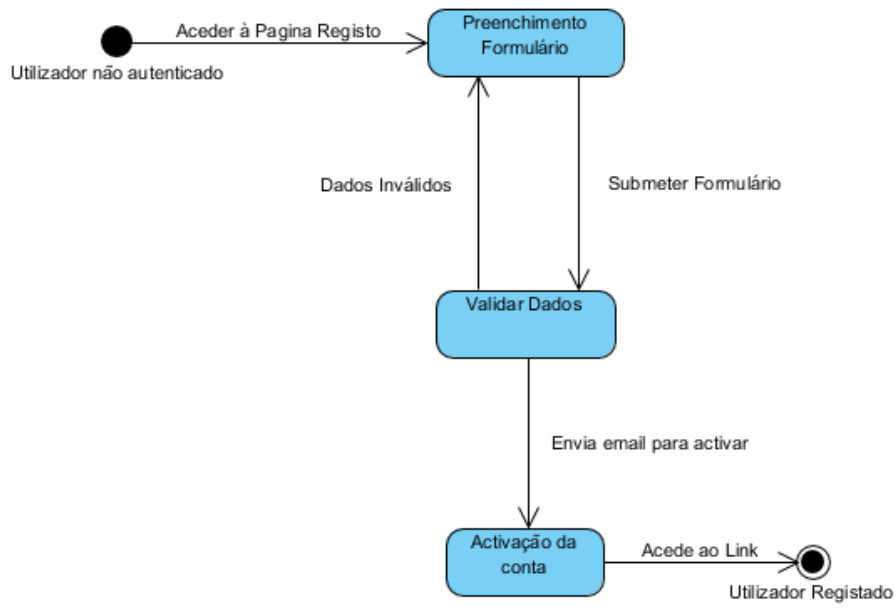 Aceder à Pagina Registo
Preenchimento
Formulário
Utilizador não autenticado
Dados Inválidos
Submeter Formulário
Validar Dados
Envia email para activar
Activação da
conta
Acede ao Link
Utilizador Registado